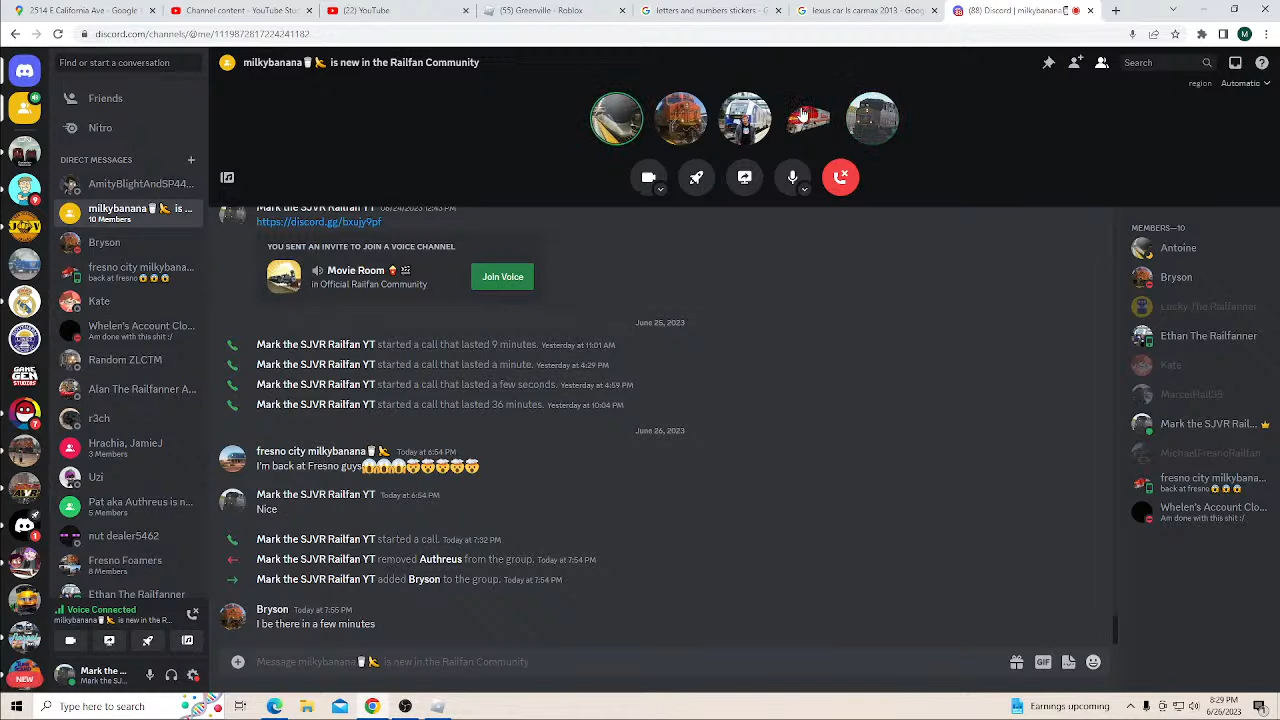 2514 E California Ave - Google M
Channel content - YouTube Stu
(22) YouTube
(55) Greenville - Roblox
letters and numbers stickers - G
lexus car ls carmax 2013 - Googl
(88) Discord | milkybanana
discord.com/channels/@me/1119872817224241182
M
Find or start a conversation
milkybanana🥛🍌 is new in the Railfan Community
Search
region Automatic
Friends
Nitro
DIRECT MESSAGES
AmityBlightAndSP44...
milkybanana🥛🍌 is ...
10 Members
Bryson
fresno city milkybana...
back at fresno😱😱😱
Kate
Whelen's Account Clo...
Am done with this shit :/
Random ZLCTM
Alan The Railfanner A...
r3ch
Hrachia, JamieJ
3 Members
Uzi
Pat aka Authreus is n...
5 Members
nut dealer5462
Fresno Foamers
8 Members
Ethan The Railfanner
Voice Connected
milkybanana🥛🍌 is new in the R...
Mark the ...
Mark the SJ...
9
GAME
GEN
STUDIOS
7
1
NEW
Mark the SJVR Railfan YT 06/24/2023 12:43 PM
https://discord.gg/bxujy9pf
YOU SENT AN INVITE TO JOIN A VOICE CHANNEL
Movie Room
in Official Railfan Community
Join Voice
June 25, 2023
Mark the SJVR Railfan YT started a call that lasted 9 minutes. Yesterday at 11:01 AM
Mark the SJVR Railfan YT started a call that lasted a minute. Yesterday at 4:29 PM
Mark the SJVR Railfan YT started a call that lasted a few seconds. Yesterday at 4:59 PM
Mark the SJVR Railfan YT started a call that lasted 36 minutes. Yesterday at 10:04 PM
June 26, 2023
fresno city milkybanana🥛🍌 Today at 6:54 PM
I'm back at Fresno guys😱😱😱🤯🤯🤯🤯🤯
Mark the SJVR Railfan YT Today at 6:54 PM
Nice
Mark the SJVR Railfan YT started a call. Today at 7:32 PM
Mark the SJVR Railfan YT removed Authreus from the group. Today at 7:54 PM
Mark the SJVR Railfan YT added Bryson to the group. Today at 7:54 PM
Bryson Today at 7:55 PM
I be there in a few minutes
Message milkybanana🥛🍌 is new in the Railfan Community
GIF
MEMBERS—10
Antoine
Bryson
Lucky The Railfanner
Ethan The Railfanner
Kate
MarcelHall35
Mark the SJVR Rail...
MichaelFresnoRailfan
fresno city milkybana...
back at fresno😱😱😱
Whelen's Account Clo...
Am done with this shit :/
Type here to search
Earnings upcoming
8:29 PM
6/26/2023